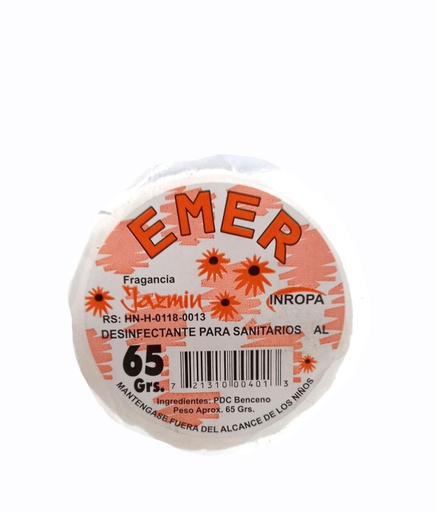 EMER
Fragancia
Jazmin
INROPA
RS: HN-H-0118-0013
DESINFECTANTE PARA SANITARIOS AL
65
Grs.
7 21310 00401 3
Ingredientes: PDC Benceno
Peso Aprox. 65 Grs.
MANTENGASE FUERA DEL ALCANCE DE LOS NIÑOS